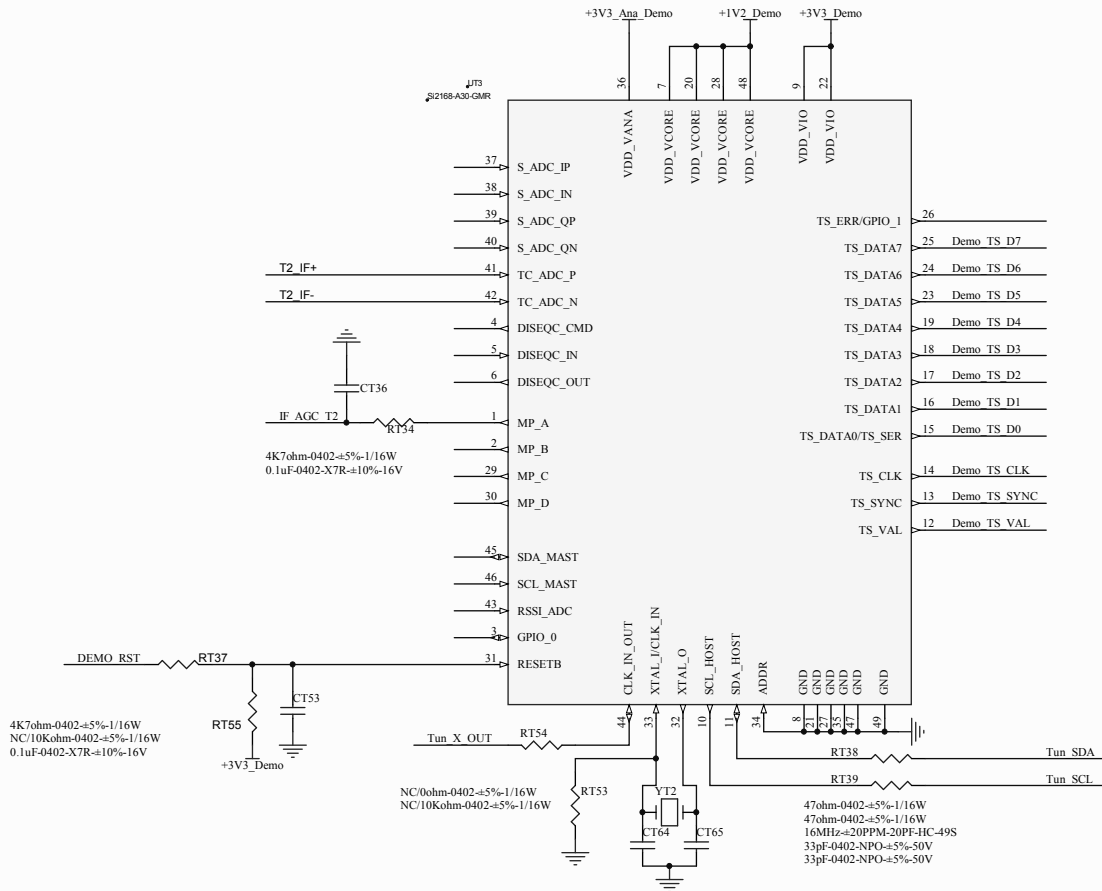 +3V3_Ana_Demo
+1V2_Demo
+3V3_Demo
UT3
Si2168-A30-GMR
36
7
20
28
48
9
22
VDD_VANA
VDD_VCORE
VDD_VCORE
VDD_VCORE
VDD_VCORE
VDD_VIO
VDD_VIO
37 S_ADC_IP
38 S_ADC_IN
39 S_ADC_QP
40 S_ADC_QN
T2_IF+ 41 TC_ADC_P
T2_IF- 42 TC_ADC_N
4 DISEQC_CMD
5 DISEQC_IN
6 DISEQC_OUT
CT36
IF_AGC_T2
RT34
1 MP_A
2 MP_B
29 MP_C
30 MP_D
4K7ohm-0402-±5%-1/16W
0.1uF-0402-X7R-±10%-16V
45 SDA_MAST
46 SCL_MAST
43 RSSI_ADC
3 GPIO_0
DEMO_RST
RT37
31 RESETB
TS_ERR/GPIO_1 26
TS_DATA7 25 Demo_TS_D7
TS_DATA6 24 Demo_TS_D6
TS_DATA5 23 Demo_TS_D5
TS_DATA4 19 Demo_TS_D4
TS_DATA3 18 Demo_TS_D3
TS_DATA2 17 Demo_TS_D2
TS_DATA1 16 Demo_TS_D1
TS_DATA0/TS_SER 15 Demo_TS_D0
TS_CLK 14 Demo_TS_CLK
TS_SYNC 13 Demo_TS_SYNC
TS_VAL 12 Demo_TS_VAL
CLK_IN_OUT
XTAL_I/CLK_IN
XTAL_O
SCL_HOST
SDA_HOST
ADDR
GND
GND
GND
GND
GND
GND
44
33
32
10
11
34
8
21
27
35
47
49
CT53
RT55
+3V3_Demo
4K7ohm-0402-±5%-1/16W
NC/10Kohm-0402-±5%-1/16W
0.1uF-0402-X7R-±10%-16V
Tun_X_OUT
RT54
RT38
Tun_SDA
RT39
Tun_SCL
NC/0ohm-0402-±5%-1/16W
NC/10Kohm-0402-±5%-1/16W
RT53
YT2
CT64
CT65
47ohm-0402-±5%-1/16W
47ohm-0402-±5%-1/16W
16MHz-±20PPM-20PF-HC-49S
33pF-0402-NPO-±5%-50V
33pF-0402-NPO-±5%-50V